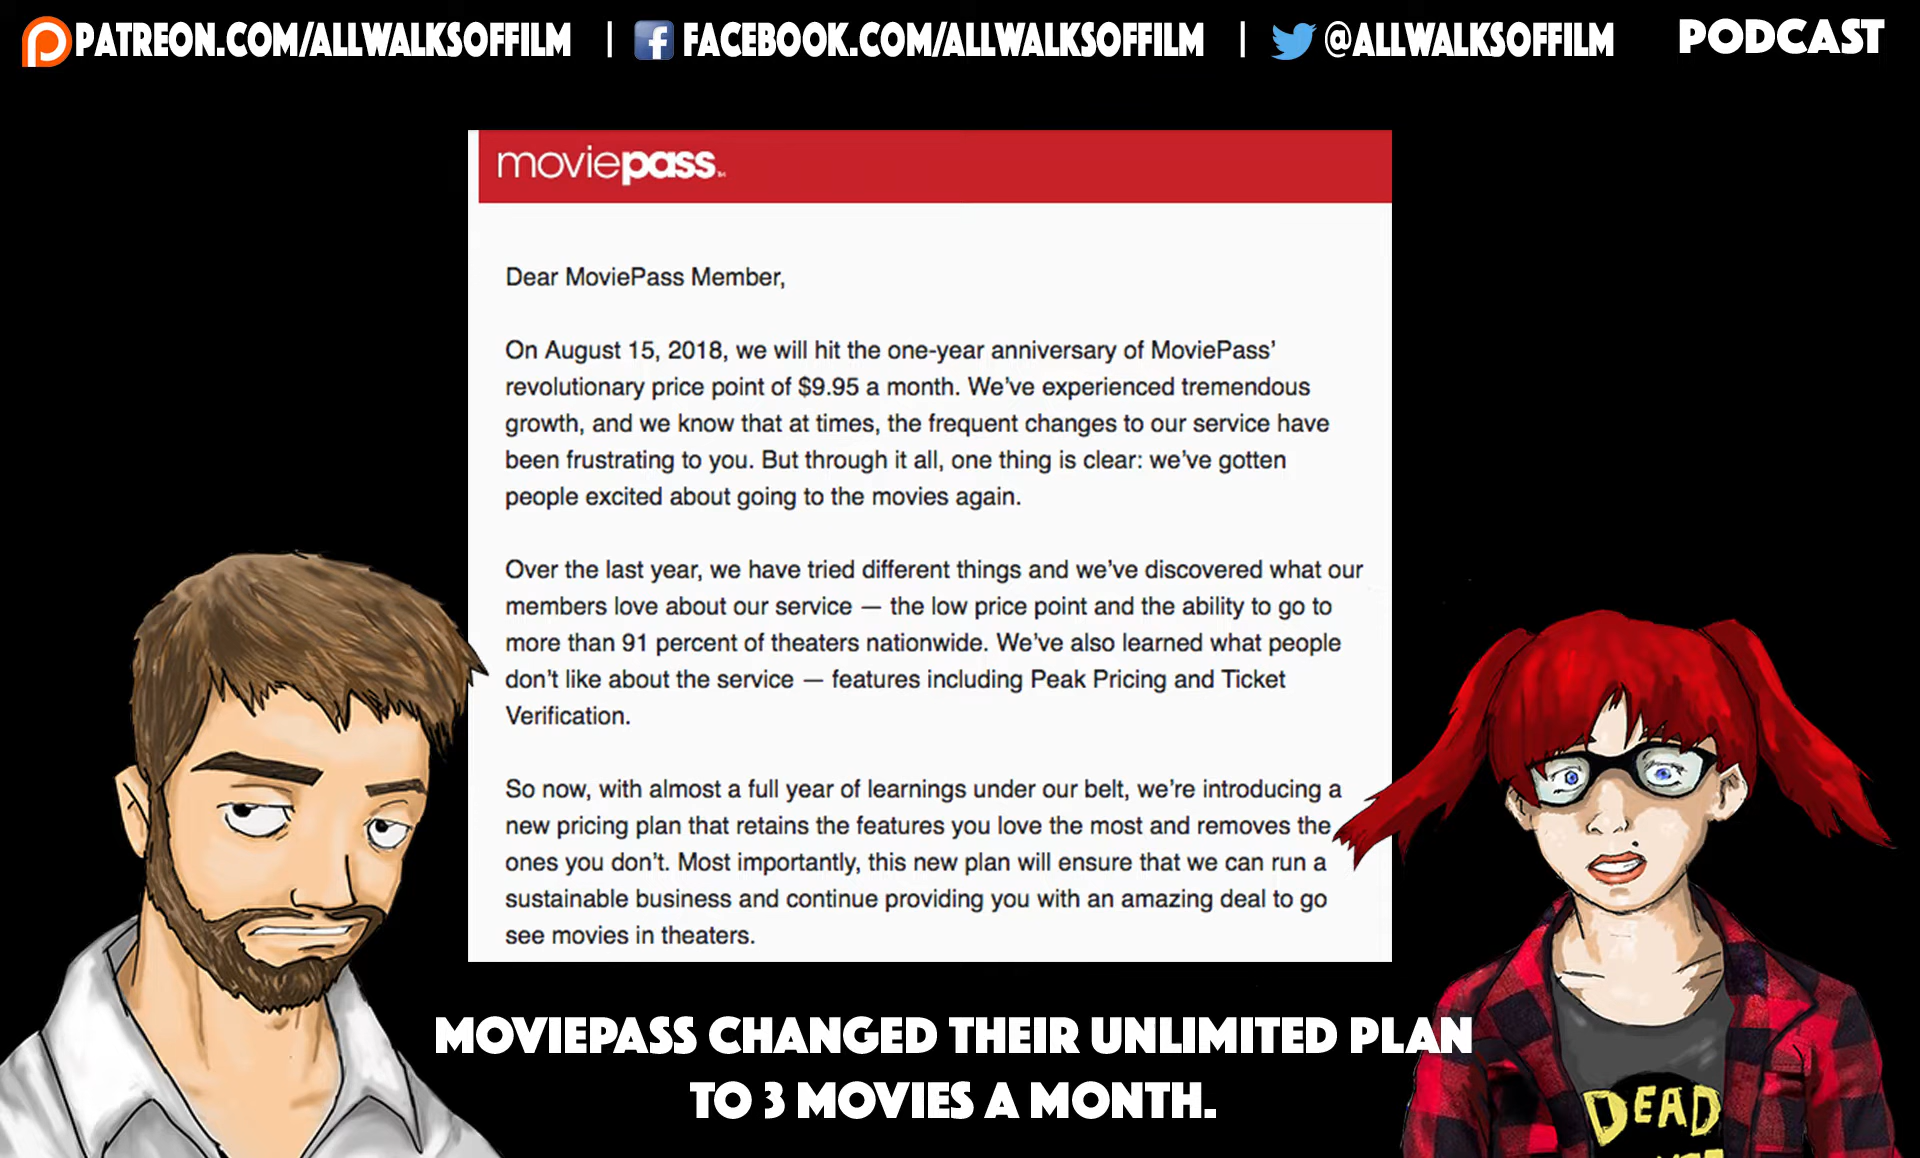 PATREON.COM/ALLWALKSOFFILM | FACEBOOK.COM/ALLWALKSOFFILM | @ALLWALKSOFFILM PODCAST
moviepass
Dear MoviePass Member,
On August 15, 2018, we will hit the one-year anniversary of MoviePass’
revolutionary price point of $9.95 a month. We’ve experienced tremendous
growth, and we know that at times, the frequent changes to our service have
been frustrating to you. But through it all, one thing is clear: we’ve gotten
people excited about going to the movies again.
Over the last year, we have tried different things and we’ve discovered what our
members love about our service — the low price point and the ability to go to
more than 91 percent of theaters nationwide. We’ve also learned what people
don’t like about the service — features including Peak Pricing and Ticket
Verification.
So now, with almost a full year of learnings under our belt, we’re introducing a
new pricing plan that retains the features you love the most and removes the
ones you don’t. Most importantly, this new plan will ensure that we can run a
sustainable business and continue providing you with an amazing deal to go
see movies in theaters.
MOVIEPASS CHANGED THEIR UNLIMITED PLAN
TO 3 MOVIES A MONTH.
DEAD